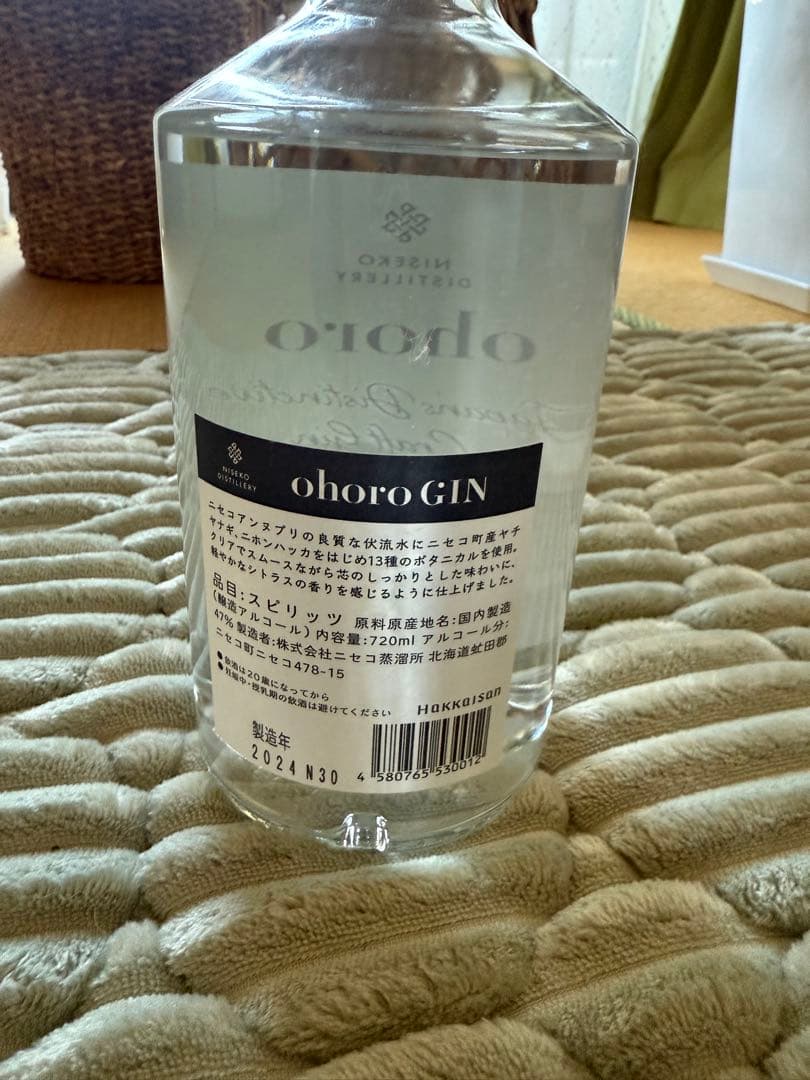 NISEKO
DISTILLERY
ohoro
Japan's Distinctive
Craft Gin
NISEKO
DISTILLERY
ohoro GIN
ニセコアンヌプリの良質な伏流水にニセコ町産ヤチ
ヤナギ、ニホンハッカをはじめ13種のボタニカルを使用。
クリアでスムースながら芯のしっかりとした味わいに、
軽やかなシトラスの香りを感じるように仕上げました。
品目:スピリッツ 原料原産地名:国内製造
(醸造アルコール) 内容量:720ml アルコール分:
47% 製造者:株式会社ニセコ蒸溜所 北海道虻田郡
ニセコ町ニセコ478-15
●飲酒は20歳になってから
●妊娠中・授乳期の飲酒は避けてください
Hakkaisan
製造年
2024 N30
4 580765 530012